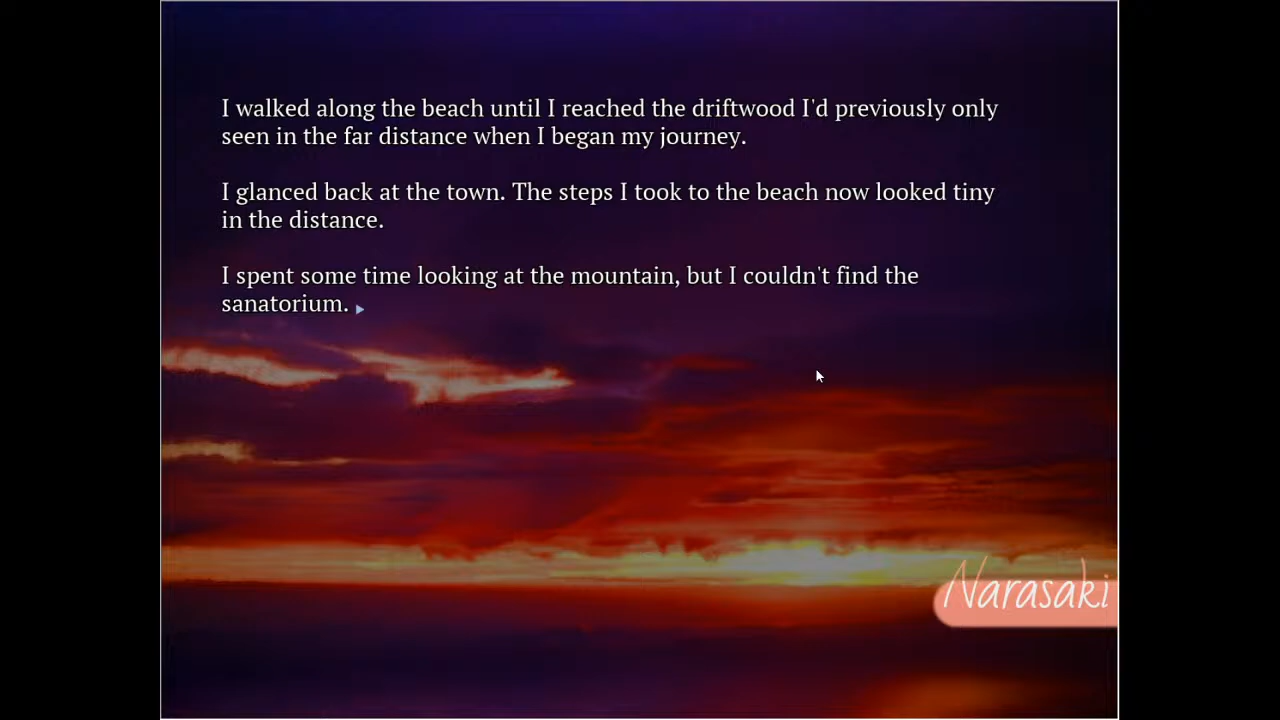 I walked along the beach until I reached the driftwood I'd previously only
seen in the far distance when I began my journey.
I glanced back at the town. The steps I took to the beach now looked tiny
in the distance.
I spent some time looking at the mountain, but I couldn't find the
sanatorium.
Narasaki